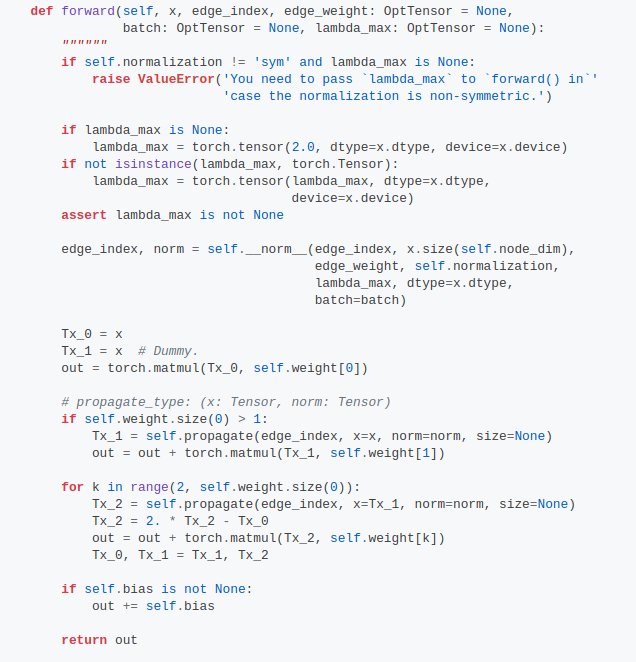 def forward(self, x, edge_index, edge_weight: OptTensor = None,
            batch: OptTensor = None, lambda_max: OptTensor = None):
    """"""
    if self.normalization != 'sym' and lambda_max is None:
        raise ValueError('You need to pass `lambda_max` to `forward() in`'
                         'case the normalization is non-symmetric.')

    if lambda_max is None:
        lambda_max = torch.tensor(2.0, dtype=x.dtype, device=x.device)
    if not isinstance(lambda_max, torch.Tensor):
        lambda_max = torch.tensor(lambda_max, dtype=x.dtype,
                                  device=x.device)
    assert lambda_max is not None

    edge_index, norm = self.__norm__(edge_index, x.size(self.node_dim),
                                     edge_weight, self.normalization,
                                     lambda_max, dtype=x.dtype,
                                     batch=batch)

    Tx_0 = x
    Tx_1 = x  # Dummy.
    out = torch.matmul(Tx_0, self.weight[0])

    # propagate_type: (x: Tensor, norm: Tensor)
    if self.weight.size(0) > 1:
        Tx_1 = self.propagate(edge_index, x=x, norm=norm, size=None)
        out = out + torch.matmul(Tx_1, self.weight[1])

    for k in range(2, self.weight.size(0)):
        Tx_2 = self.propagate(edge_index, x=Tx_1, norm=norm, size=None)
        Tx_2 = 2. * Tx_2 - Tx_0
        out = out + torch.matmul(Tx_2, self.weight[k])
        Tx_0, Tx_1 = Tx_1, Tx_2

    if self.bias is not None:
        out += self.bias

    return out